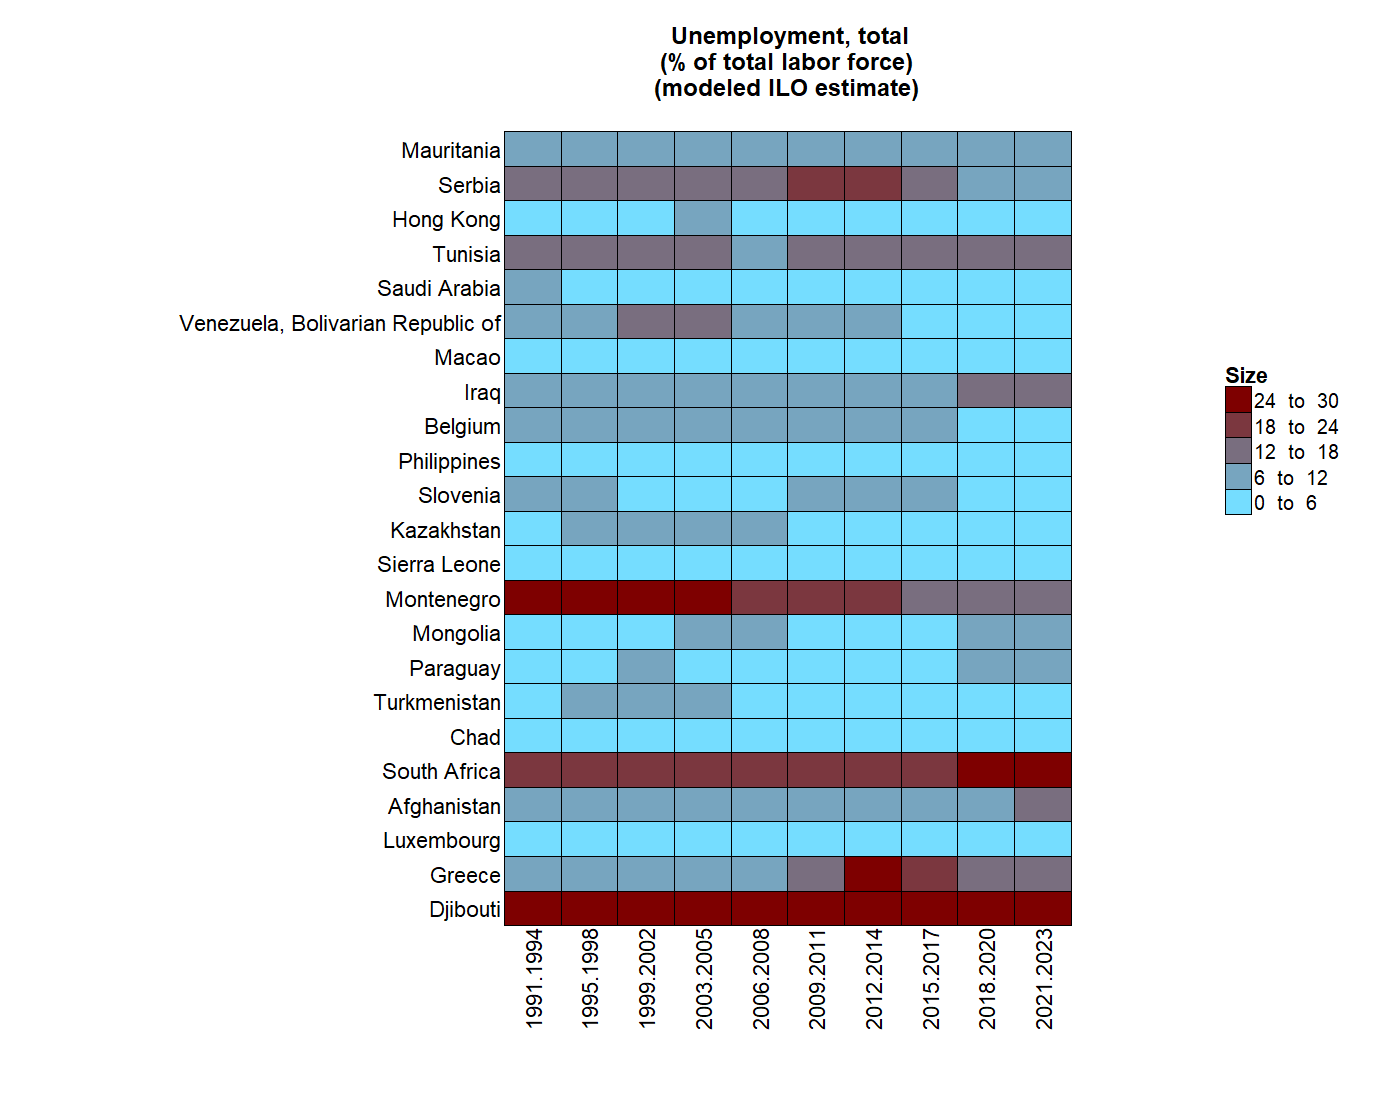 Unemployment, total
(% of total labor force)
(modeled ILO estimate)
Mauritania
Serbia
Hong Kong
Tunisia
Saudi Arabia
Venezuela, Bolivarian Republic of
Macao
Iraq
Belgium
Philippines
Slovenia
Kazakhstan
Sierra Leone
Montenegro
Mongolia
Paraguay
Turkmenistan
Chad
South Africa
Afghanistan
Luxembourg
Greece
Djibouti
1991.1994
1995.1998
1999.2002
2003.2005
2006.2008
2009.2011
2012.2014
2015.2017
2018.2020
2021.2023
Size
24 to 30
18 to 24
12 to 18
6 to 12
0 to 6